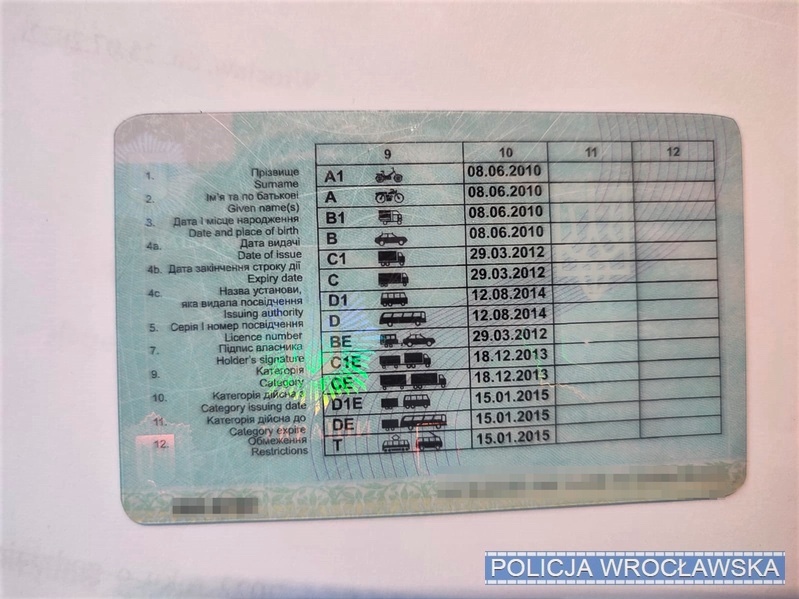 9 10 11 12
1. Прізвище
Surname
2. Ім'я та по батькові
Given name(s)
3. Дата і місце народження
Date and place of birth
4a. Дата видачі
Date of issue
4b. Дата закінчення строку дії
Expiry date
4c. Назва установи,
яка видала посвідчення
Issuing authority
5. Серія і номер посвідчення
Licence number
7. Підпис власника
Holder's signature
9. Категорія
Category
10. Категорія дійсна з
Category issuing date
11. Категорія дійсна до
Category expire
12. Обмеження
Restrictions
A1 08.06.2010
A 08.06.2010
B1 08.06.2010
B 08.06.2010
C1 29.03.2012
C 29.03.2012
D1 12.08.2014
D 12.08.2014
BE 29.03.2012
C1E 18.12.2013
CE 18.12.2013
D1E 15.01.2015
DE 15.01.2015
T 15.01.2015
POLICJA WROCŁAWSKA